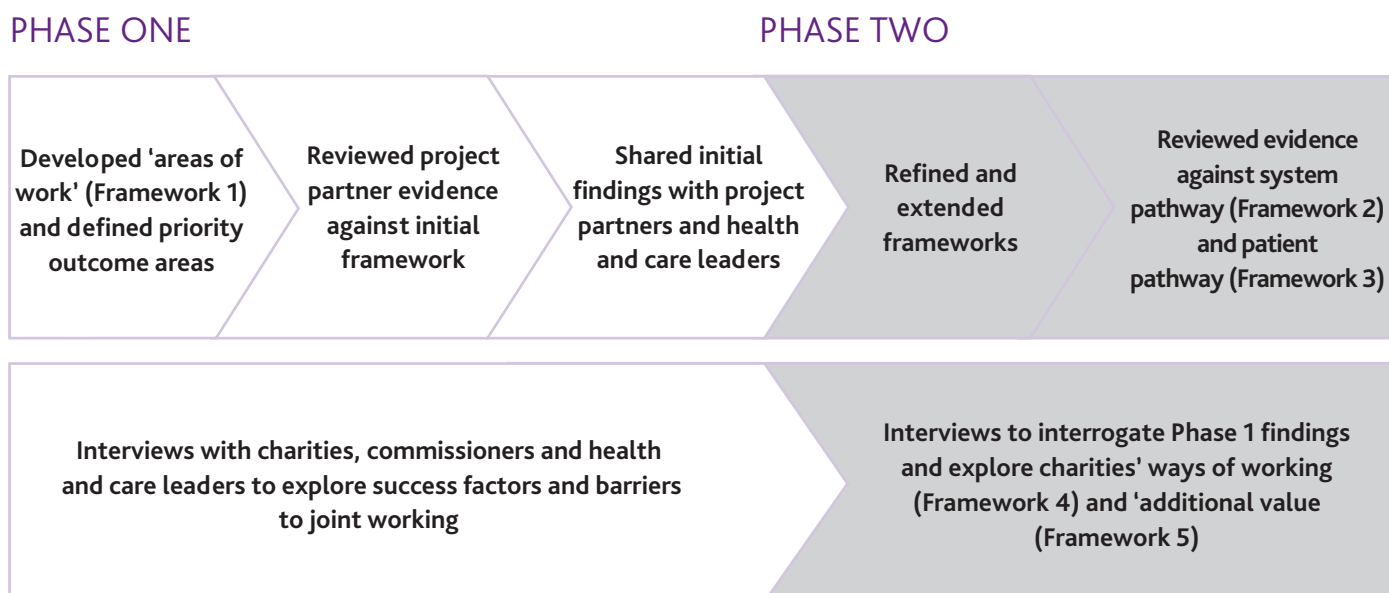 PHASE ONE
PHASE TWO
Developed ‘areas of
work’ (Framework 1)
and defined priority
outcome areas
Reviewed project
partner evidence
against initial
framework
Shared initial
findings with project
partners and health
and care leaders
Refined and
extended
frameworks
Reviewed evidence
against system
pathway (Framework 2)
and patient
pathway (Framework 3)
Interviews with charities, commissioners and health
and care leaders to explore success factors and barriers
to joint working
Interviews to interrogate Phase 1 findings
and explore charities’ ways of working
(Framework 4) and ‘additional value
(Framework 5)